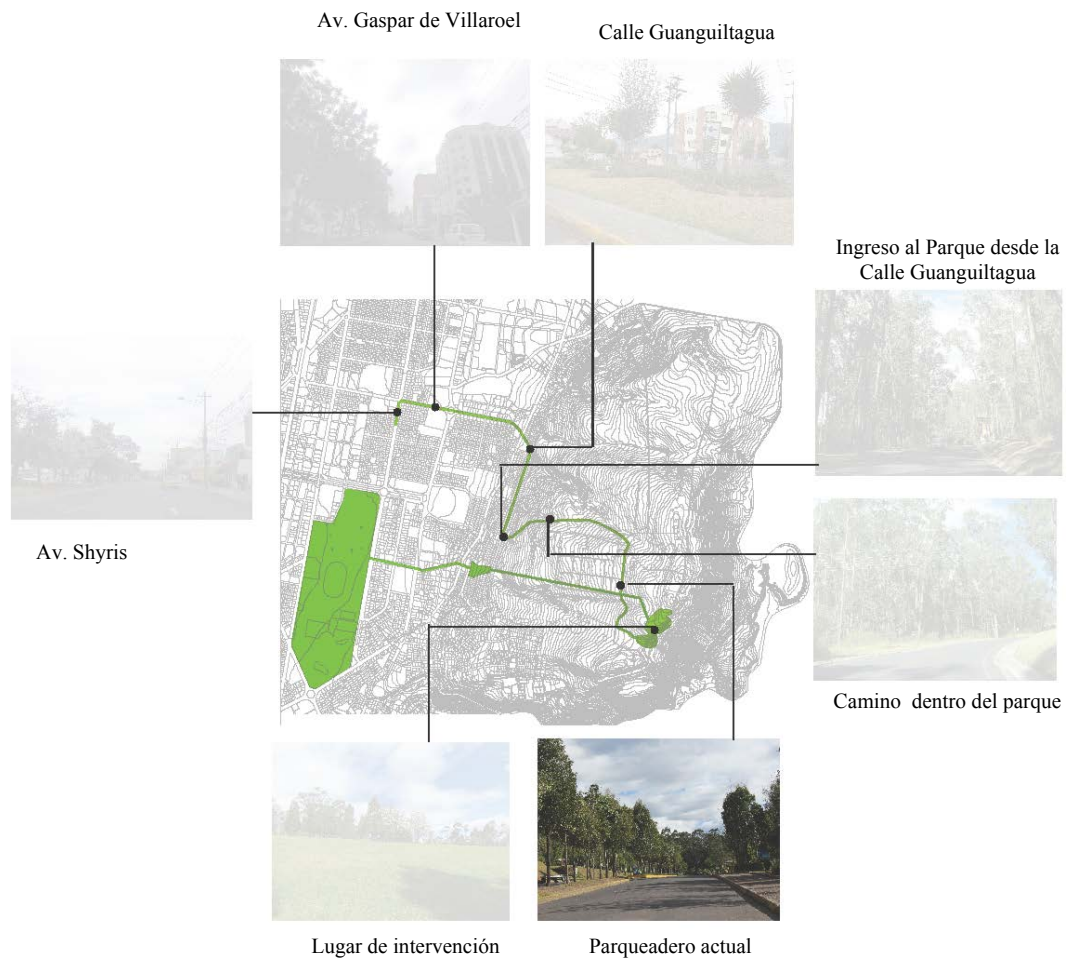 Av. Gaspar de Villaroel
Calle Guanguiltagua
Ingreso al Parque desde la
Calle Guanguiltagua
Av. Shyris
Camino dentro del parque
Lugar de intervención
Parqueadero actual